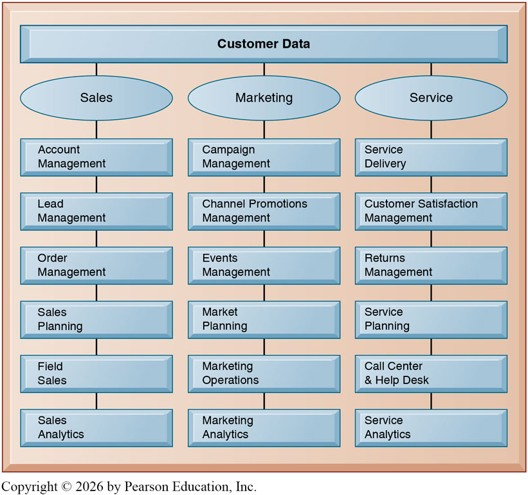 Customer Data
Sales
Marketing
Service
Account
Management
Campaign
Management
Service
Delivery
Lead
Management
Channel Promotions
Management
Customer Satisfaction
Management
Order
Management
Events
Management
Returns
Management
Sales
Planning
Market
Planning
Service
Planning
Field
Sales
Marketing
Operations
Call Center
& Help Desk
Sales
Analytics
Marketing
Analytics
Service
Analytics
Copyright © 2026 by Pearson Education, Inc.